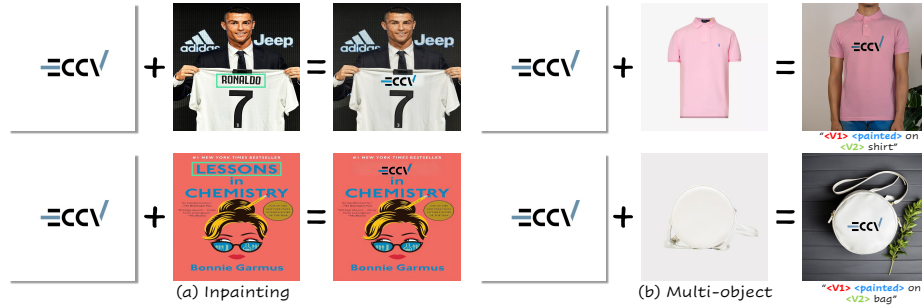 ECCV + adidas Jeep RONALDO 7 = adidas Jeep ECCV 7
ECCV + =  ECCV
"<V1> <painted> on
<V2> shirt"
ECCV + #1 NEW YORK TIMES BESTSELLER = #1 NEW YORK TIMES BESTSELLER
LESSONS ECCV
in in
CHEMISTRY CHEMISTRY
Bonnie Garmus Bonnie Garmus
ECCV + = ECCV
(a) Inpainting
(b) Multi-object
"<V1> <painted> on
<V2> bag"